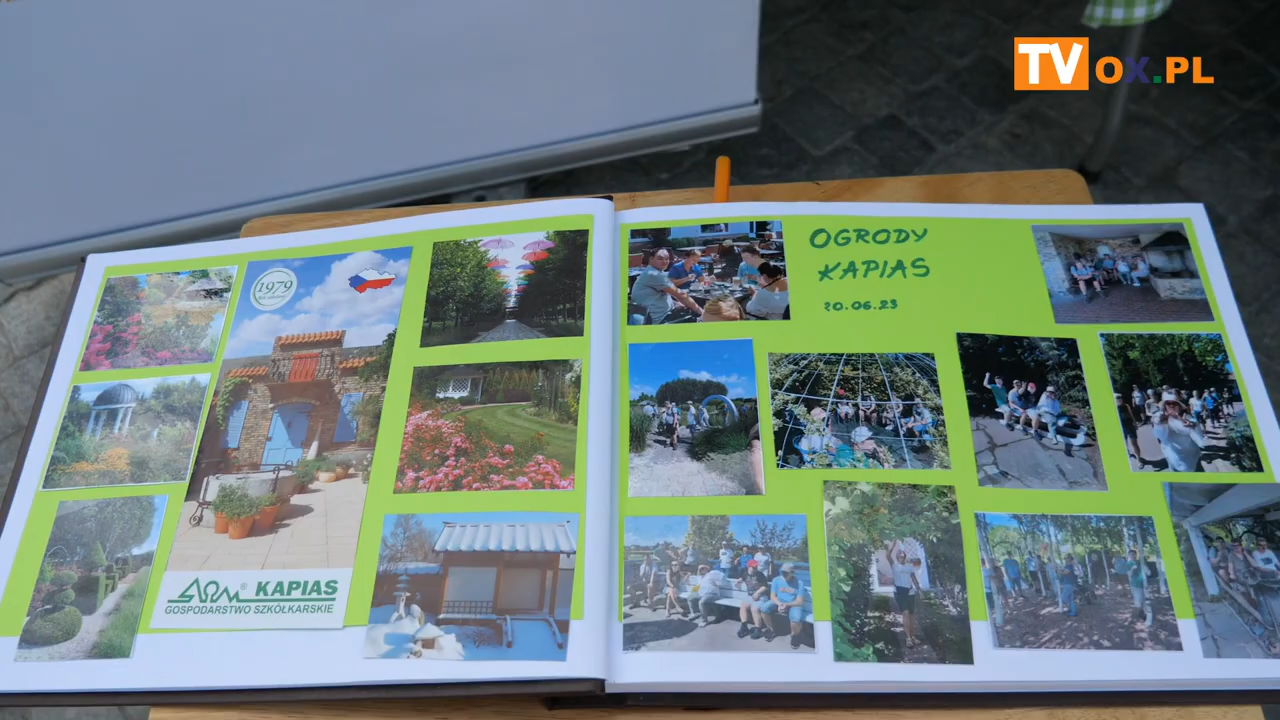 TVOX.PL
1979
KAPIAS
GOSPODARSTWO SZKÓŁKARSKIE
OGRODY
KAPIAS
20.06.23